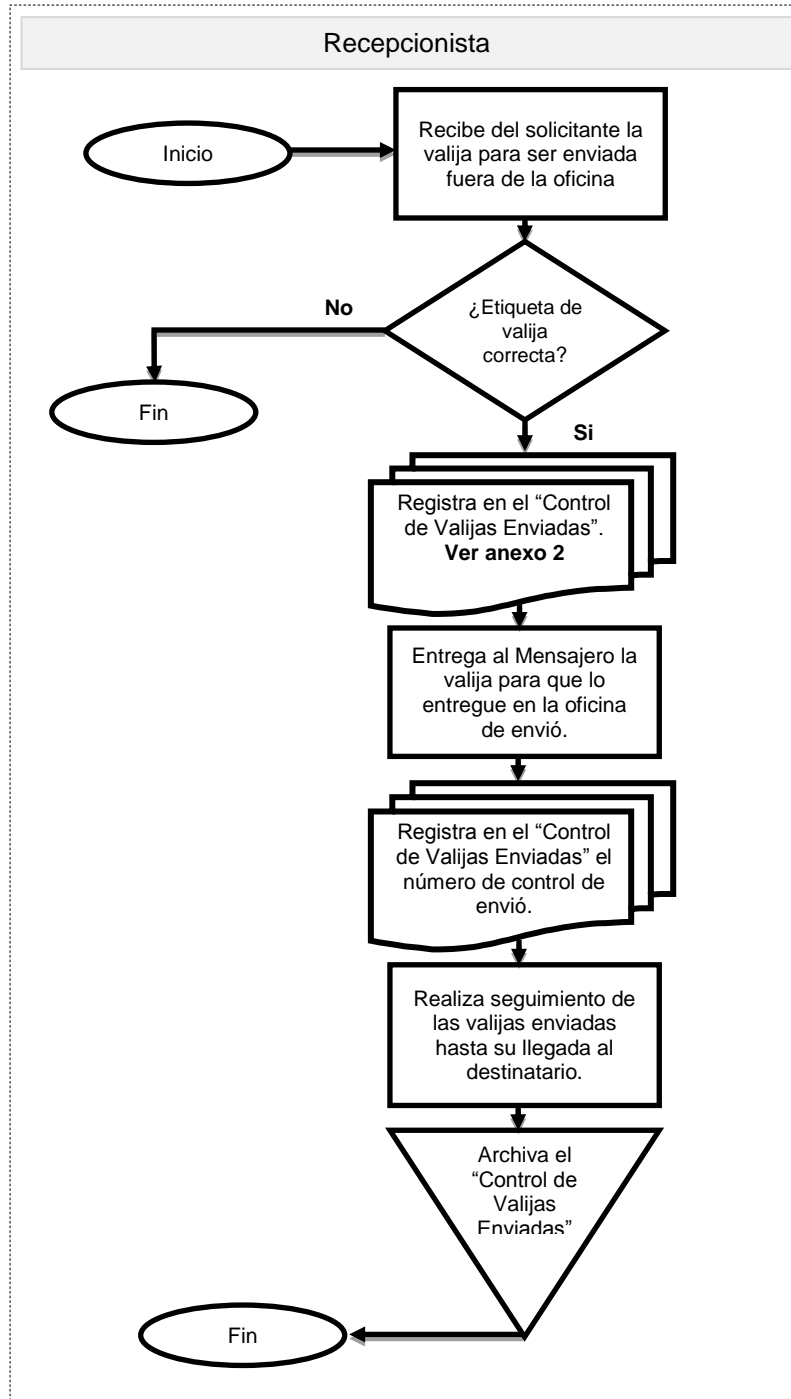 Recepcionista
Inicio
Recibe del solicitante la
valija para ser enviada
fuera de la oficina
No
¿Etiqueta de
valija
correcta?
Fin
Si
Registra en el “Control
de Valijas Enviadas”.
Ver anexo 2
Entrega al Mensajero la
valija para que lo
entregue en la oficina
de envió.
Registra en el “Control
de Valijas Enviadas” el
número de control de
envió.
Realiza seguimiento de
las valijas enviadas
hasta su llegada al
destinatario.
Archiva el
“Control de
Valijas
Enviadas”
Fin